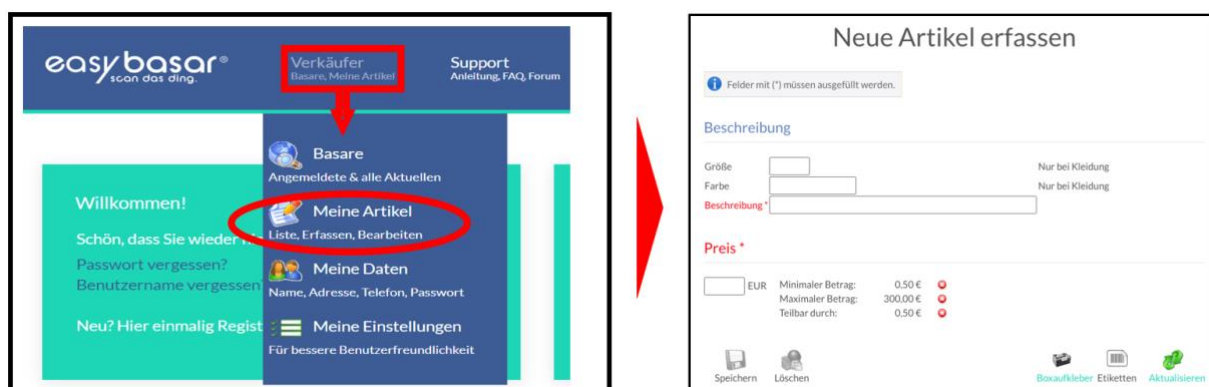 easybasar®
scan das ding.
Verkäufer
Basare, Meine Artikel
Support
Anleitung, FAQ, Forum
Basare
Angemeldete & alle Aktuellen
Meine Artikel
Liste, Erfassen, Bearbeiten
Meine Daten
Name, Adresse, Telefon, Passwort
Meine Einstellungen
Für bessere Benutzerfreundlichkeit
Willkommen!
Schön, dass Sie wieder
Passwort vergessen?
Benutzername vergessen
Neu? Hier einmalig Regist
Neue Artikel erfassen
Felder mit (*) müssen ausgefüllt werden.
Beschreibung
Größe Nur bei Kleidung
Farbe Nur bei Kleidung
Beschreibung *
Preis *
EUR Minimaler Betrag: 0,50 €
Maximaler Betrag: 300,00 €
Teilbar durch: 0,50 €
Speichern Löschen Boxaufkleber Etiketten Aktualisieren